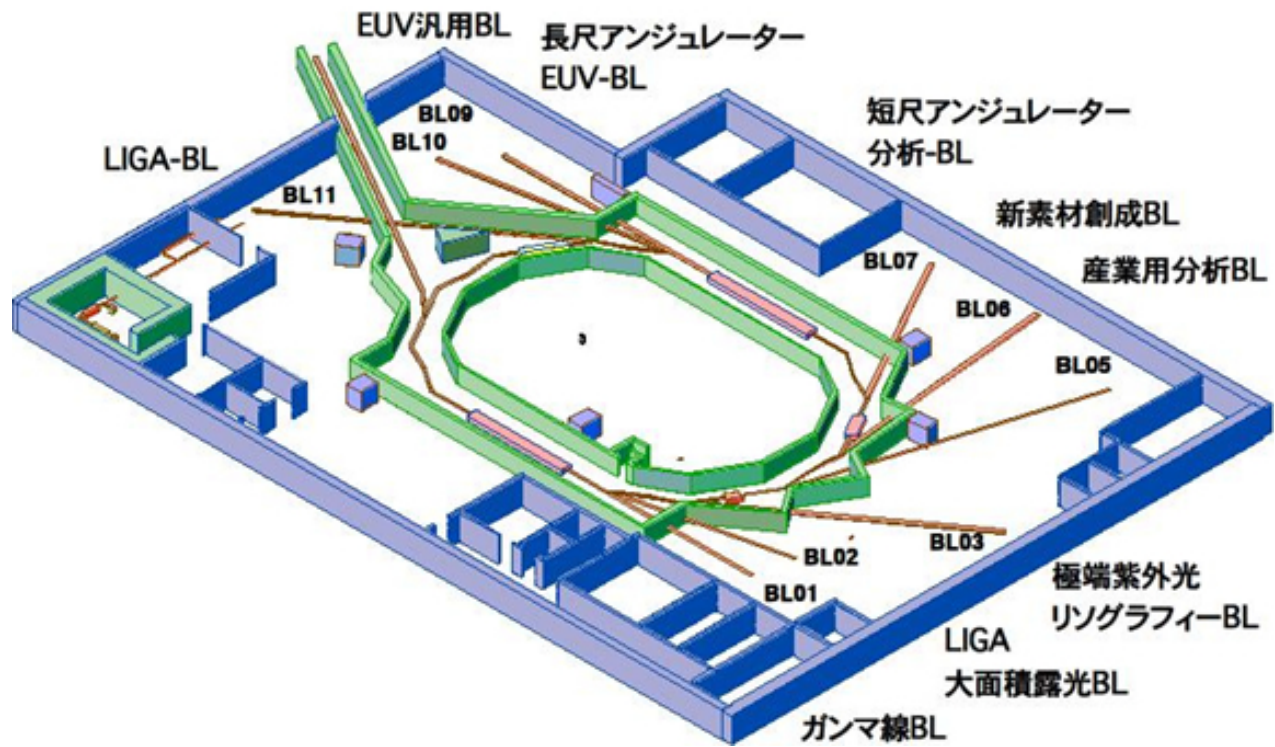 EUV汎用BL
長尺アンジュレーター
EUV-BL
短尺アンジュレーター
分析-BL
BL09
BL10
LIGA-BL
BL11
新素材創成BL
BL07
産業用分析BL
BL06
BL05
BL03
BL02
BL01
極端紫外光
リソグラフィーBL
LIGA
大面積露光BL
ガンマ線BL